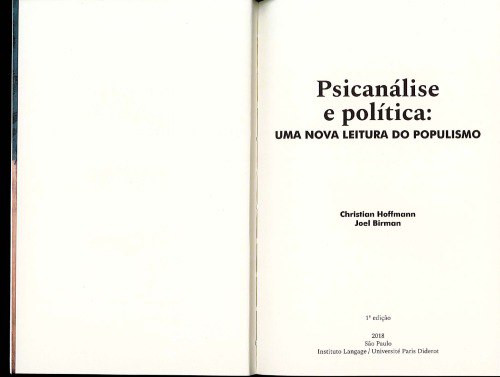 Psicanálise
e política:
UMA NOVA LEITURA DO POPULISMO
Christian Hoffmann
Joel Birman
1ª edição
2018
São Paulo
Instituto Langage / Université Paris Diderot